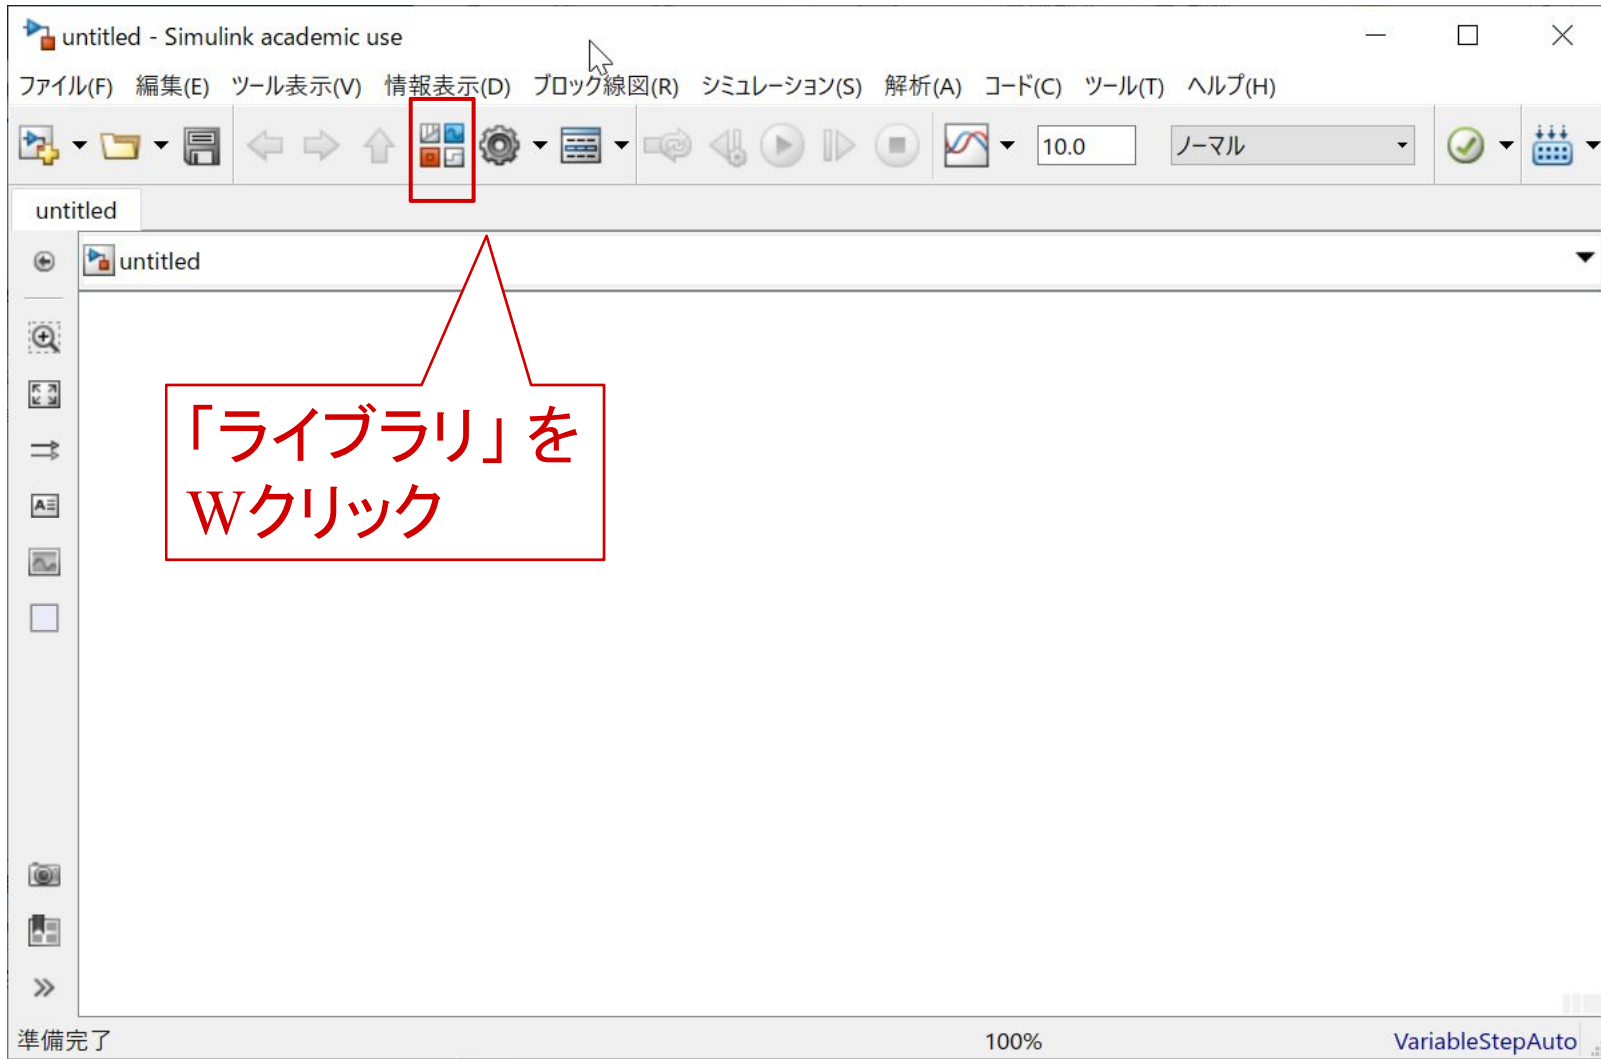 untitled - Simulink academic use
ファイル(F) 編集(E) ツール表示(V) 情報表示(D) ブロック線図(R) シミュレーション(S) 解析(A) コード(C) ツール(T) ヘルプ(H)
10.0 ノーマル
untitled
untitled
「ライブラリ」を
Wクリック
準備完了 100% VariableStepAuto